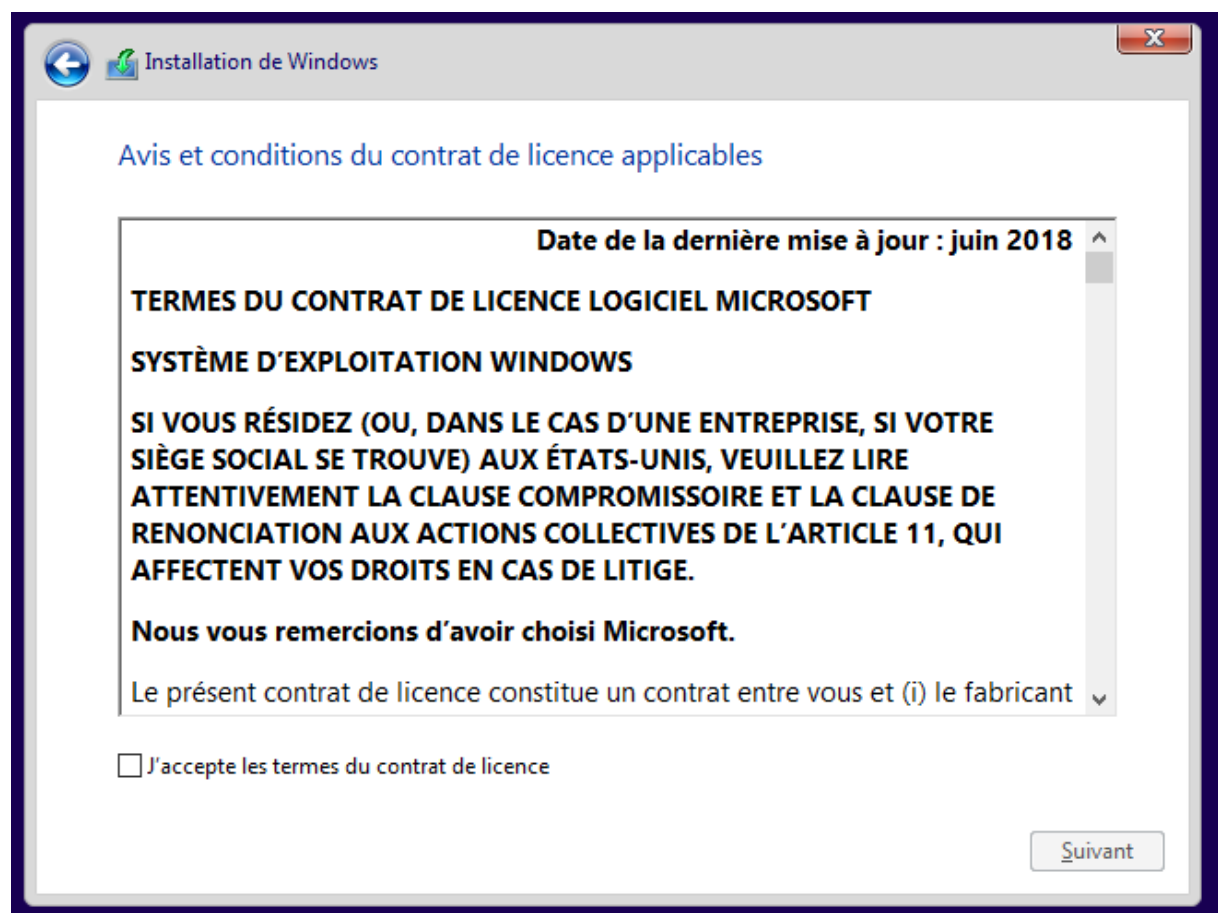 Installation de Windows
Avis et conditions du contrat de licence applicables
Date de la dernière mise à jour : juin 2018
TERMES DU CONTRAT DE LICENCE LOGICIEL MICROSOFT
SYSTÈME D’EXPLOITATION WINDOWS
SI VOUS RÉSIDEZ (OU, DANS LE CAS D’UNE ENTREPRISE, SI VOTRE
SIÈGE SOCIAL SE TROUVE) AUX ÉTATS-UNIS, VEUILLEZ LIRE
ATTENTIVEMENT LA CLAUSE COMPROMISSOIRE ET LA CLAUSE DE
RENONCIATION AUX ACTIONS COLLECTIVES DE L’ARTICLE 11, QUI
AFFECTENT VOS DROITS EN CAS DE LITIGE.
Nous vous remercions d’avoir choisi Microsoft.
Le présent contrat de licence constitue un contrat entre vous et (i) le fabricant
J'accepte les termes du contrat de licence
Suivant